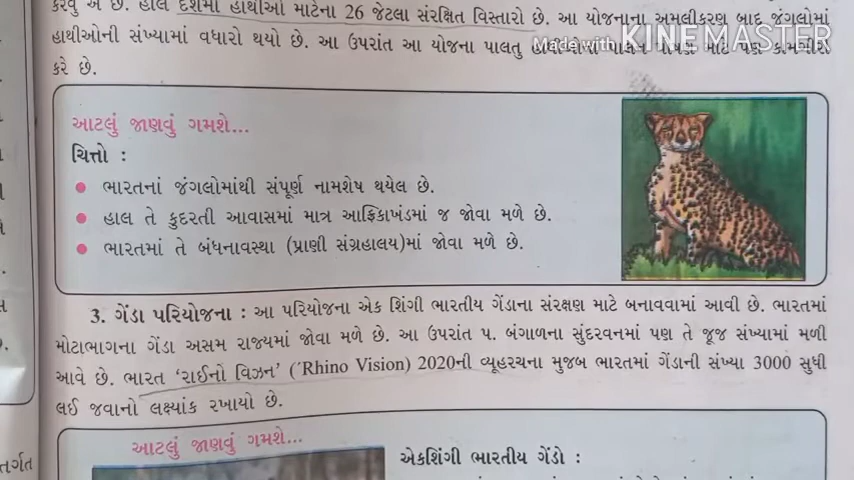 કરવું એ છે. હાલ દેશમાં હાથીઓ માટેના 26 જેટલા સંરક્ષિત વિસ્તારો છે. આ યોજનાના અમલીકરણ બાદ જંગલોમાં
હાથીઓની સંખ્યામાં વધારો થયો છે. આ ઉપરાંત આ યોજના પાલતુ
Made with KINEMASTER
કરે છે.
આટલું જાણવું ગમશે...
ચિત્તો :
● ભારતનાં જંગલોમાંથી સંપૂર્ણ નામશેષ થયેલ છે.
● હાલ તે કુદરતી આવાસમાં માત્ર આફ્રિકાખંડમાં જ જોવા મળે છે.
● ભારતમાં તે બંધનાવસ્થા (પ્રાણી સંગ્રહાલય)માં જોવા મળે છે.
3. ગેંડા પરિયોજના : આ પરિયોજના એક શિંગી ભારતીય ગેંડાના સંરક્ષણ માટે બનાવવામાં આવી છે. ભારતમાં
મોટાભાગના ગેંડા અસમ રાજ્યમાં જોવા મળે છે. આ ઉપરાંત પ. બંગાળના સુંદરવનમાં પણ તે જૂજ સંખ્યામાં મળી
આવે છે. ભારત ‘રાઈનો વિઝન’ (´Rhino Vision) 2020ની વ્યૂહરચના મુજબ ભારતમાં ગેંડાની સંખ્યા 3000 સુધી
લઈ જવાનો લક્ષ્યાંક રખાયો છે.
તર્ગત
આટલું જાણવું ગમશે...
એકશિંગી ભારતીય ગેંડો :